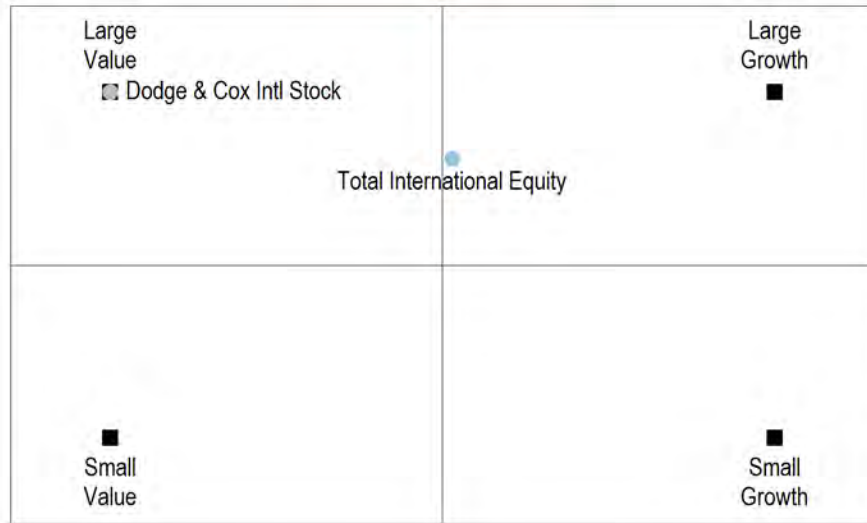 Large
Value
Large
Growth
Dodge & Cox Intl Stock
Total International Equity
Small
Value
Small
Growth